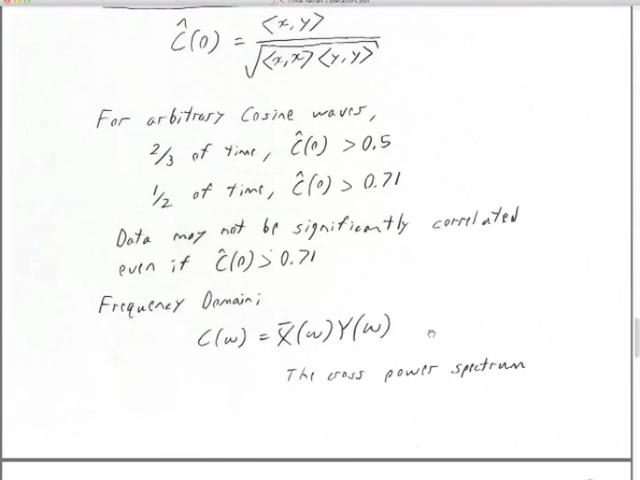 Ĉ(0) = <x,y> / √<x,x><y,y>
For arbitrary Cosine waves,
2/3 of time, Ĉ(0) > 0.5
1/2 of time, Ĉ(0) > 0.71
Data may not be significantly correlated
even if Ĉ(0) > 0.71
Frequency Domain;
C(ω) = X̄(ω)Y(ω)
The cross power spectrum